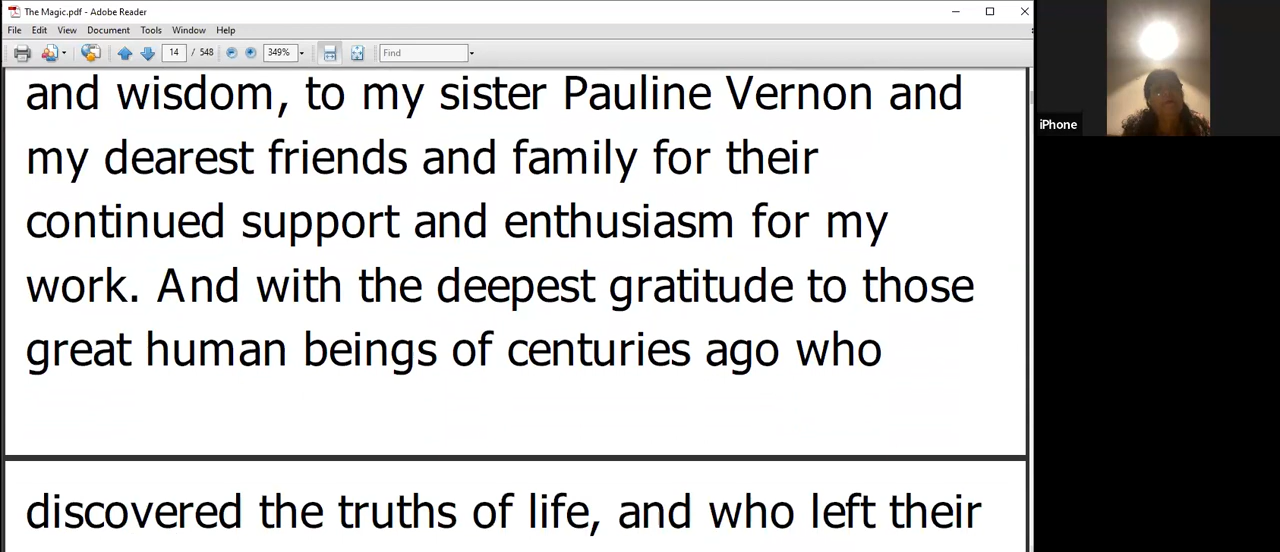 The Magic.pdf - Adobe Reader
File Edit View Document Tools Window Help
14 / 548 349% Find
and wisdom, to my sister Pauline Vernon and
my dearest friends and family for their
continued support and enthusiasm for my
work. And with the deepest gratitude to those
great human beings of centuries ago who
discovered the truths of life, and who left their
iPhone